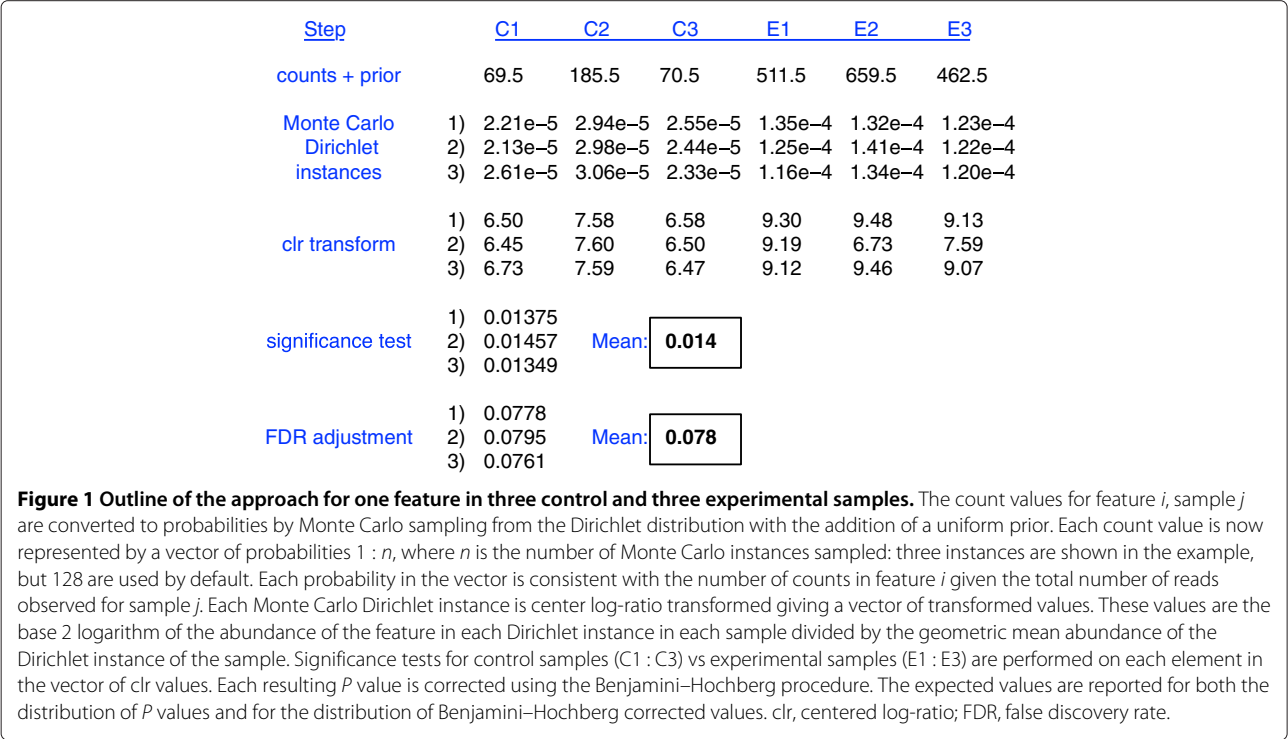 Step C1 C2 C3 E1 E2 E3
counts + prior 69.5 185.5 70.5 511.5 659.5 462.5
Monte Carlo 1) 2.21e−5 2.94e−5 2.55e−5 1.35e−4 1.32e−4 1.23e−4
Dirichlet 2) 2.13e−5 2.98e−5 2.44e−5 1.25e−4 1.41e−4 1.22e−4
instances 3) 2.61e−5 3.06e−5 2.33e−5 1.16e−4 1.34e−4 1.20e−4
1) 6.50 7.58 6.58 9.30 9.48 9.13
clr transform 2) 6.45 7.60 6.50 9.19 6.73 7.59
3) 6.73 7.59 6.47 9.12 9.46 9.07
1) 0.01375
significance test 2) 0.01457 Mean: 0.014
3) 0.01349
1) 0.0778
FDR adjustment 2) 0.0795 Mean: 0.078
3) 0.0761
Figure 1 Outline of the approach for one feature in three control and three experimental samples. The count values for feature i, sample j
are converted to probabilities by Monte Carlo sampling from the Dirichlet distribution with the addition of a uniform prior. Each count value is now
represented by a vector of probabilities 1 : n, where n is the number of Monte Carlo instances sampled: three instances are shown in the example,
but 128 are used by default. Each probability in the vector is consistent with the number of counts in feature i given the total number of reads
observed for sample j. Each Monte Carlo Dirichlet instance is center log-ratio transformed giving a vector of transformed values. These values are the
base 2 logarithm of the abundance of the feature in each Dirichlet instance in each sample divided by the geometric mean abundance of the
Dirichlet instance of the sample. Significance tests for control samples (C1 : C3) vs experimental samples (E1 : E3) are performed on each element in
the vector of clr values. Each resulting P value is corrected using the Benjamini–Hochberg procedure. The expected values are reported for both the
distribution of P values and for the distribution of Benjamini–Hochberg corrected values. clr, centered log-ratio; FDR, false discovery rate.